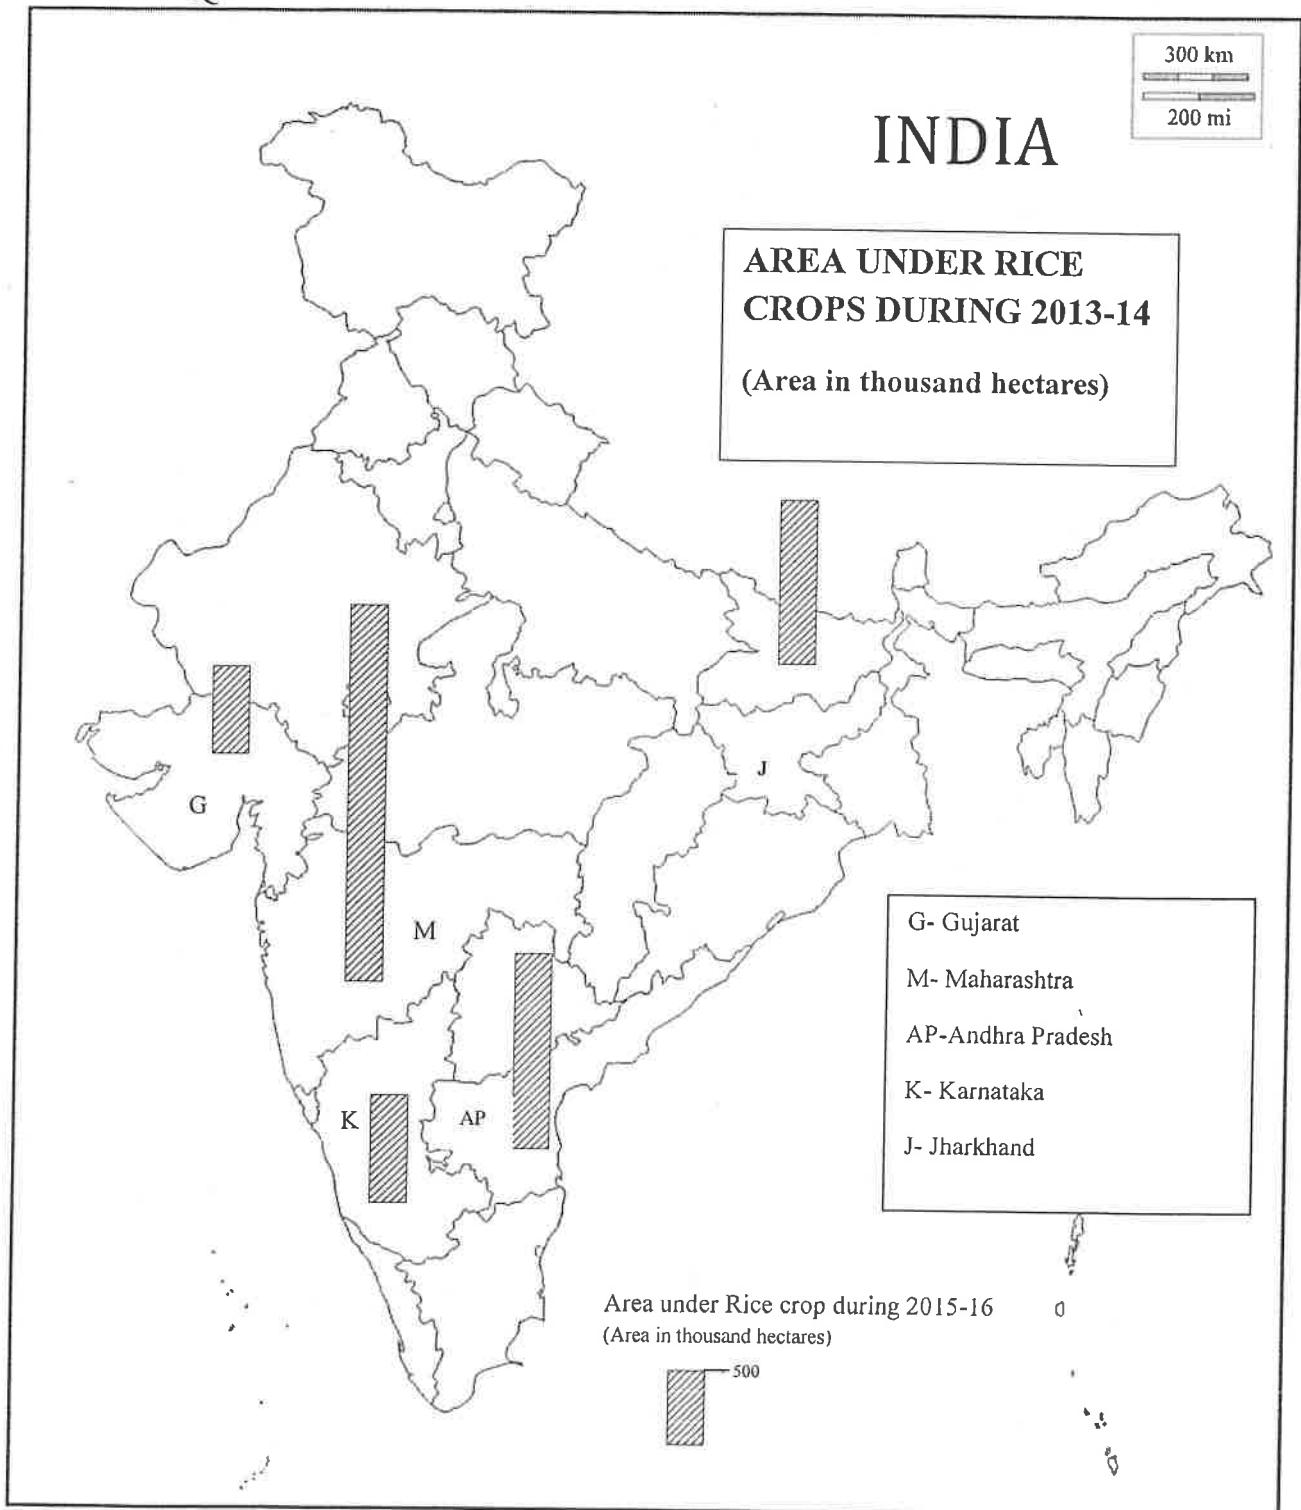 300 km
200 mi
INDIA
AREA UNDER RICE
CROPS DURING 2013-14
(Area in thousand hectares)
J
G
M
G- Gujarat
M- Maharashtra
AP-Andhra Pradesh
K- Karnataka
J- Jharkhand
K
AP
Area under Rice crop during 2015-16
(Area in thousand hectares)
500